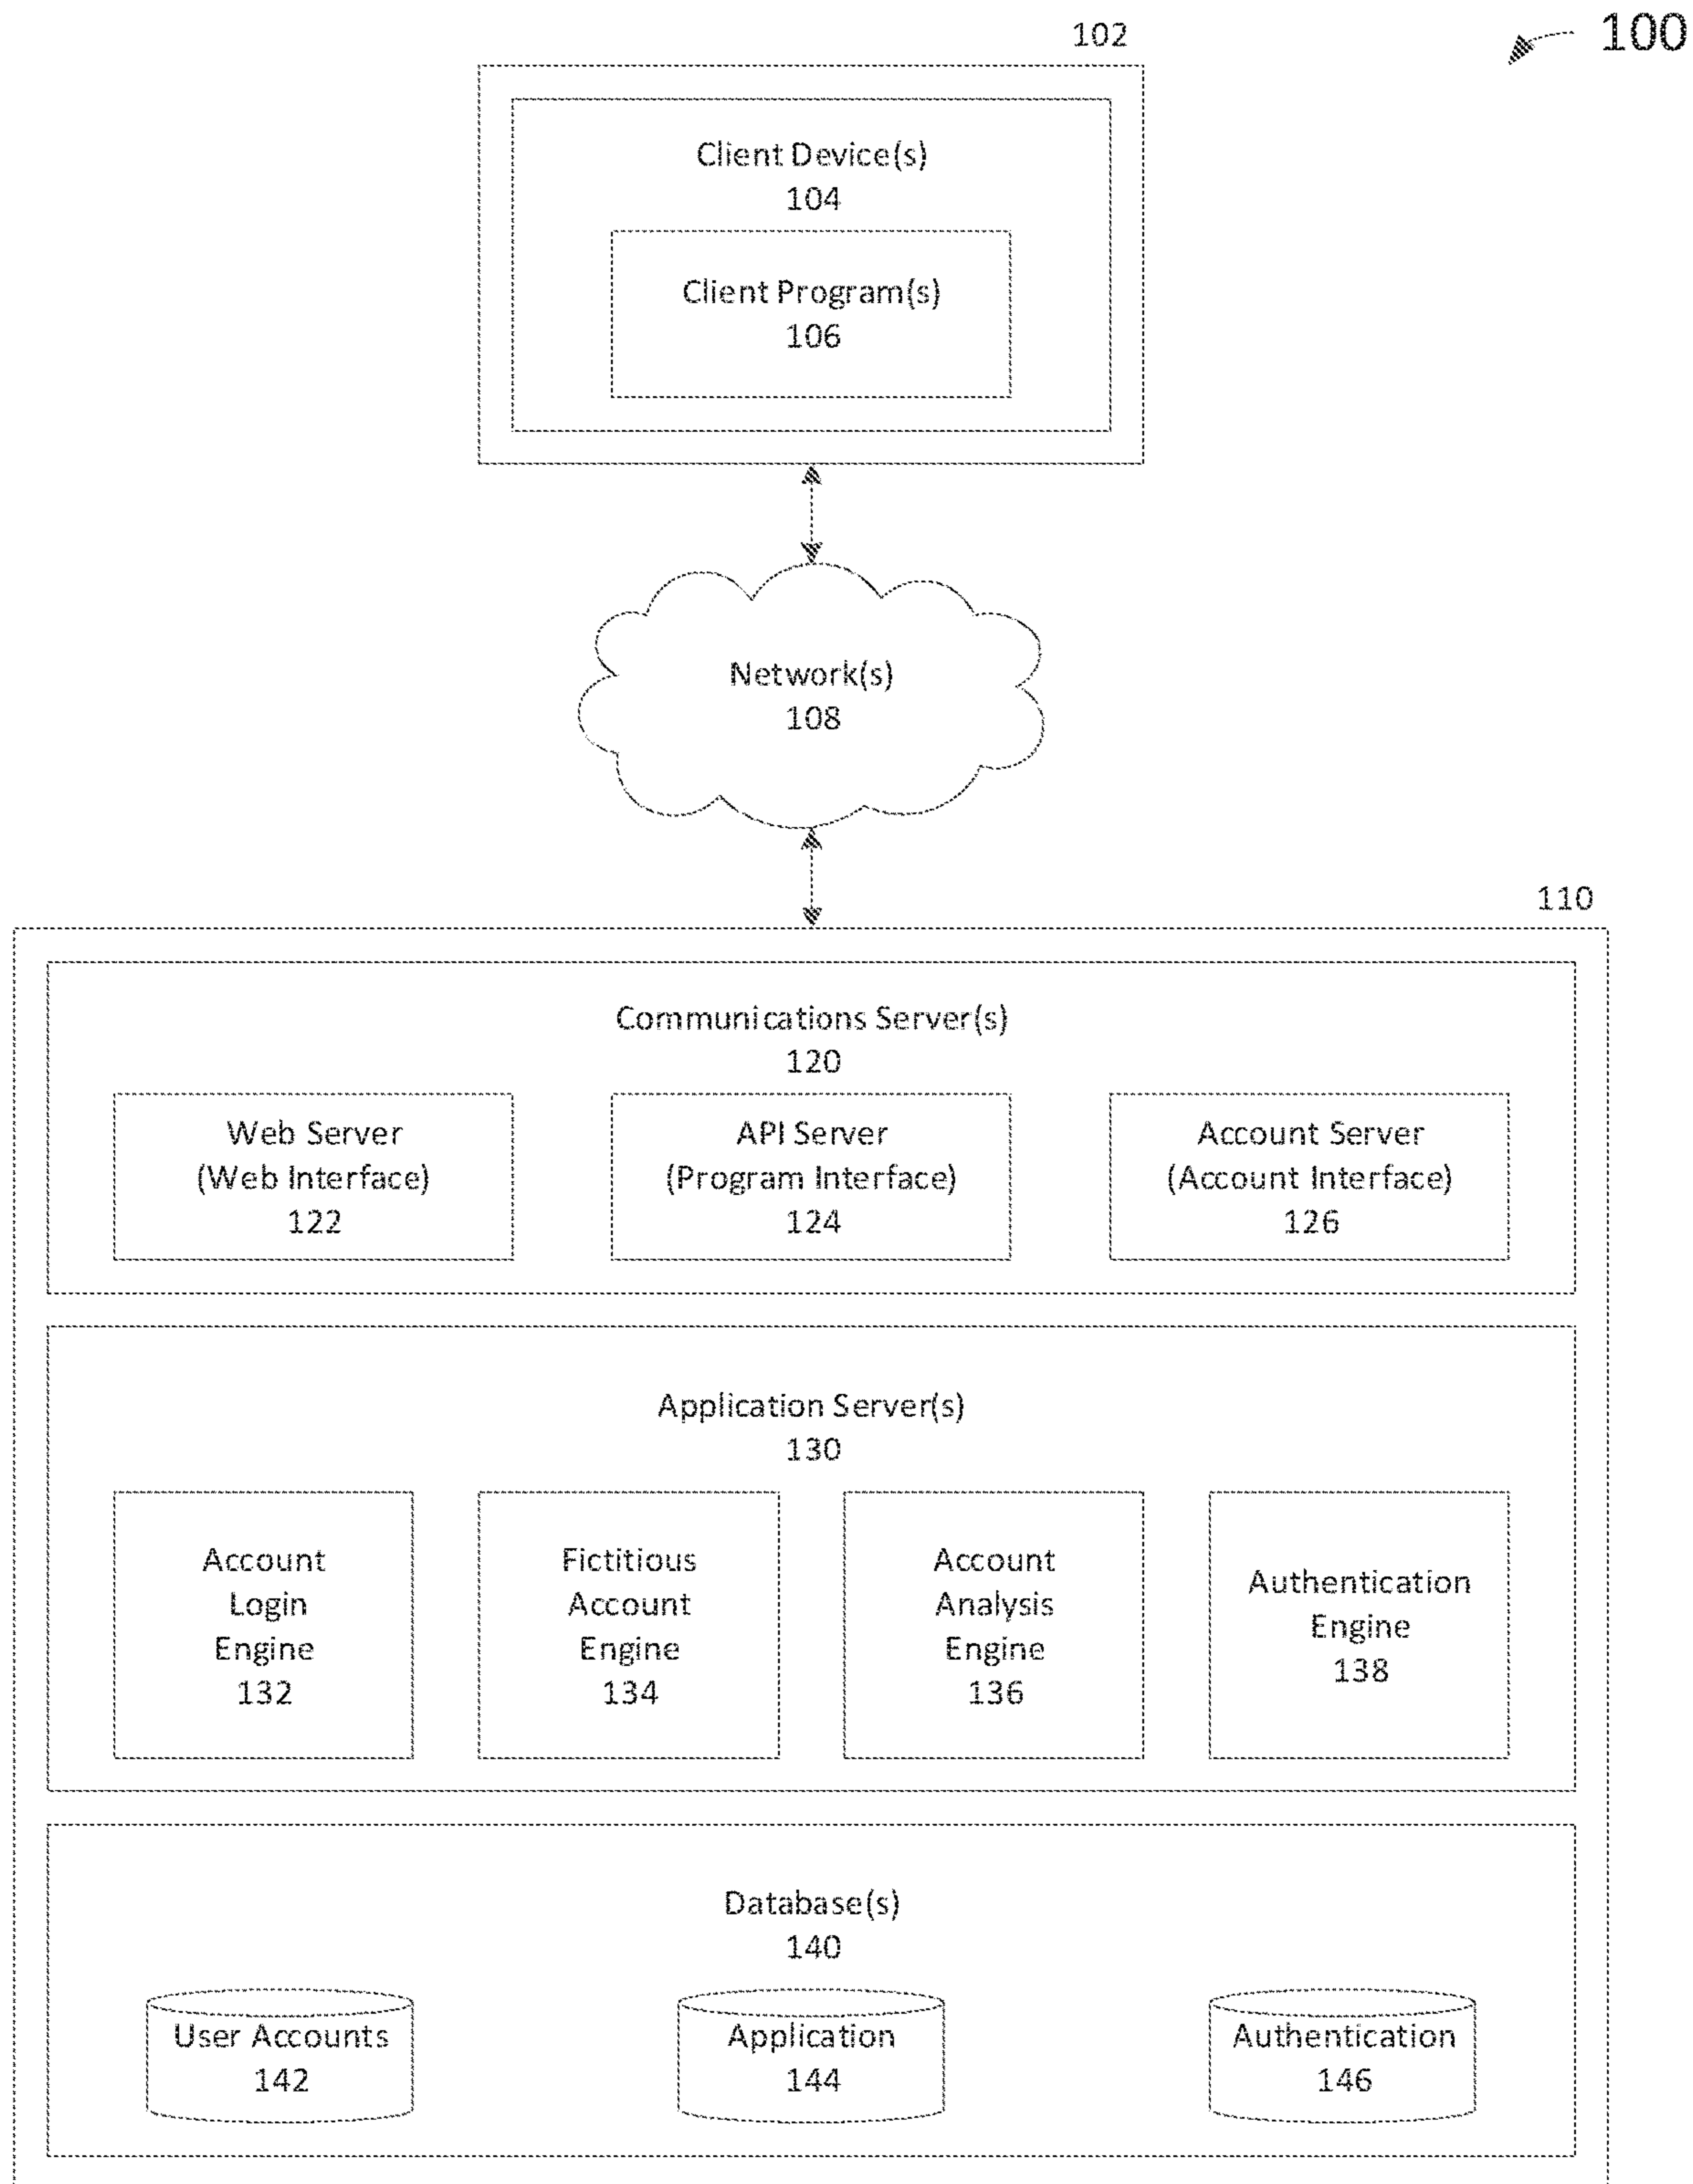 100
102
Client Device(s)
104
Client Program(s)
106
Network(s)
108
110
Communications Server(s)
120
Web Server
(Web Interface)
122
API Server
(Program Interface)
124
Account Server
(Account Interface)
126
Application Server(s)
130
Account
Login
Engine
132
Fictitious
Account
Engine
134
Account
Analysis
Engine
136
Authentication
Engine
138
Database(s)
140
User Accounts
142
Application
144
Authentication
146